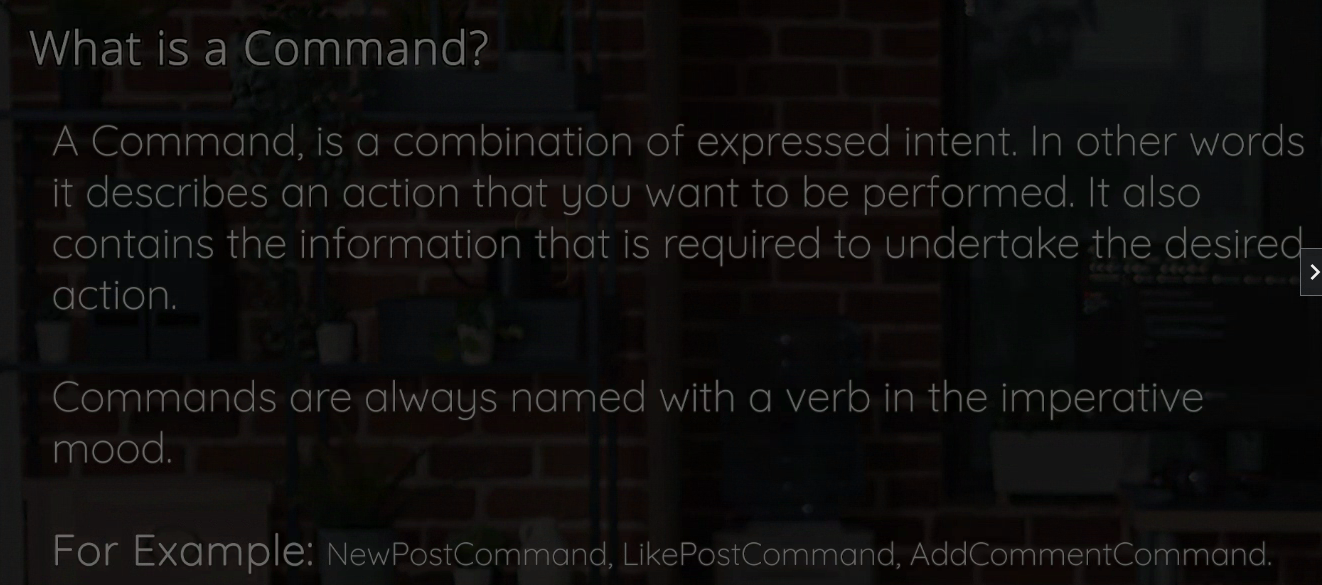 What is a Command?
A Command, is a combination of expressed intent. In other words
it describes an action that you want to be performed. It also
contains the information that is required to undertake the desired
action.
Commands are always named with a verb in the imperative
mood.
For Example: NewPostCommand, LikePostCommand, AddCommentCommand.